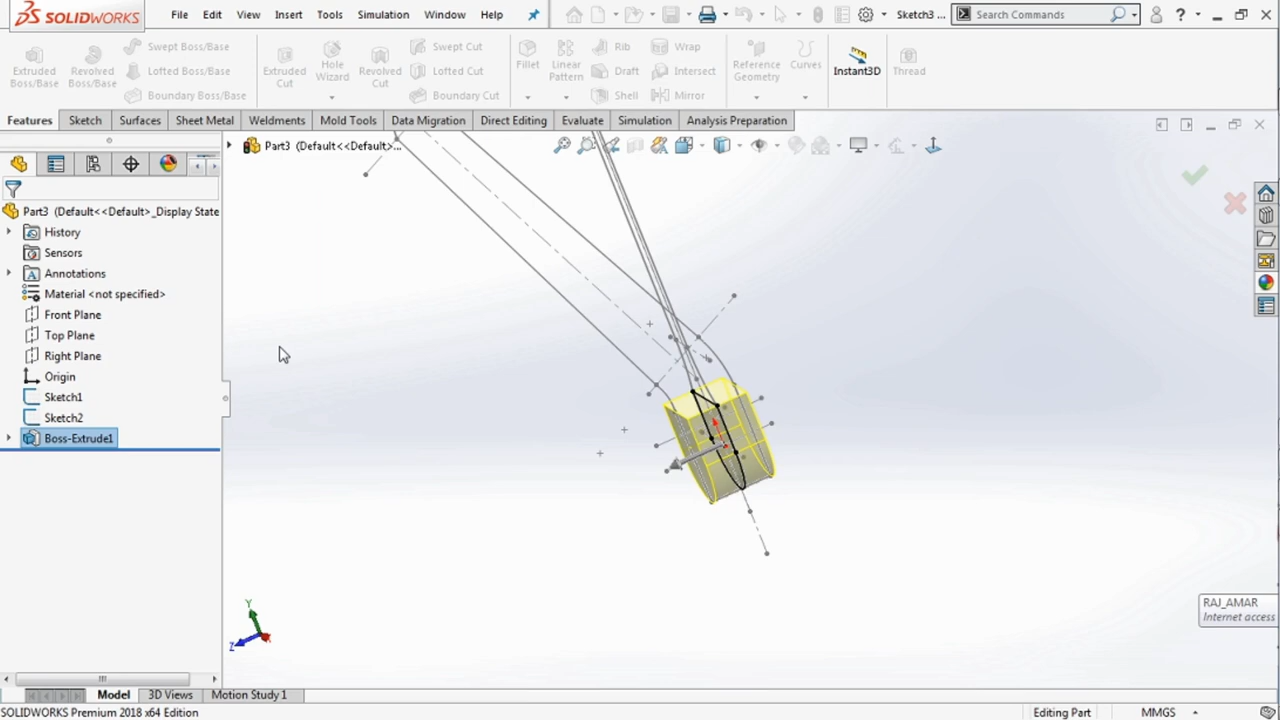 SOLIDWORKS File Edit View Insert Tools Simulation Window Help Sketch3 ... Search Commands
Extruded Boss/Base Revolved Boss/Base Swept Boss/Base Lofted Boss/Base Boundary Boss/Base Extruded Cut Hole Wizard Revolved Cut Swept Cut Lofted Cut Boundary Cut Fillet Linear Pattern Rib Draft Shell Wrap Intersect Mirror Reference Geometry Curves Instant3D Thread
Features Sketch Surfaces Sheet Metal Weldments Mold Tools Data Migration Direct Editing Evaluate Simulation Analysis Preparation
Part3 (Default<<Default>...
Part3 (Default<<Default>_Display State
History
Sensors
Annotations
Material <not specified>
Front Plane
Top Plane
Right Plane
Origin
Sketch1
Sketch2
Boss-Extrude1
Y
Z
RAJ_AMAR
Internet access
Model 3D Views Motion Study 1
SOLIDWORKS Premium 2018 x64 Edition Editing Part MMGS